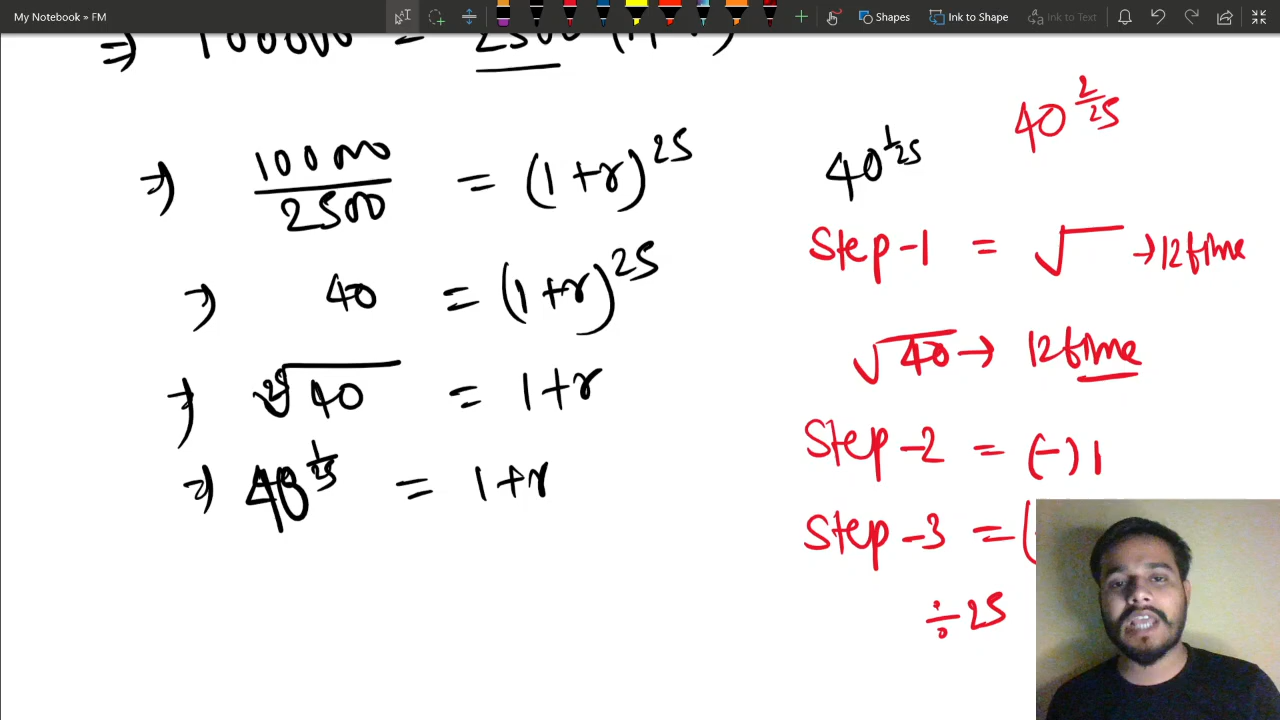 My Notebook » FM
Shapes
Ink to Shape
Ink to Text
⇒ 100000 = 2500
⇒ 100000/2500 = (1+r)^25
⇒ 40 = (1+r)^25
⇒ ²⁵√40 = 1+r
⇒ 40^1/25 = 1+r
40^2/25
40^1/25
Step-1 = √ → 12 time
√40 → 12 time
Step-2 = (-) 1
Step-3 = (
÷ 25